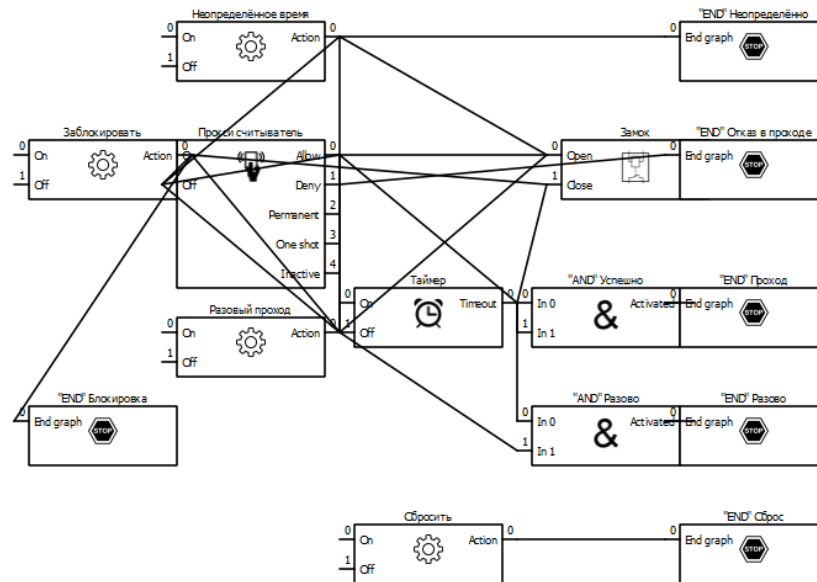 Неопределённое время
"END" Неопределённо
0 On Action 0
1 Off
0 End graph
STOP
Заблокировать
Прокси считыватель
Замок
"END" Отказ в проходе
0 On Action 0
1 Off
On Allow 0
Off Deny 1
Permanent 2
One shot 3
Inactive 4
0 Open
1 Close
0 End graph
STOP
Разовый проход
Таймер
"AND" Успешно
"END" Проход
0 On Action 0
1 Off
0 On Timeout 0
1 Off
0 In 0 Activated
1 In 1
&
0 End graph
STOP
"END" Блокировка
"AND" Разово
"END" Разово
0 End graph
STOP
0 In 0 Activated
1 In 1
&
0 End graph
STOP
Сбросить
"END" Сброс
0 On Action 0
1 Off
0 End graph
STOP